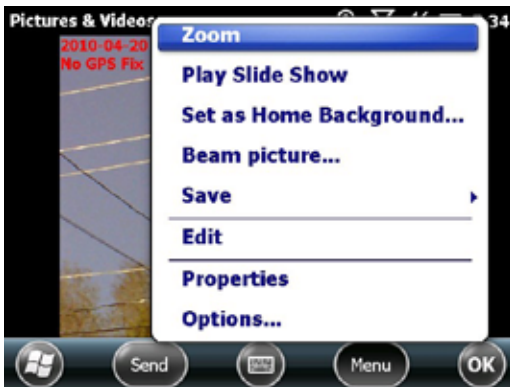 Pictures & Videos
34
2010-04-20
No GPS Fix
Zoom
Play Slide Show
Set as Home Background...
Beam picture...
Save
Edit
Properties
Options...
Send
Menu
OK